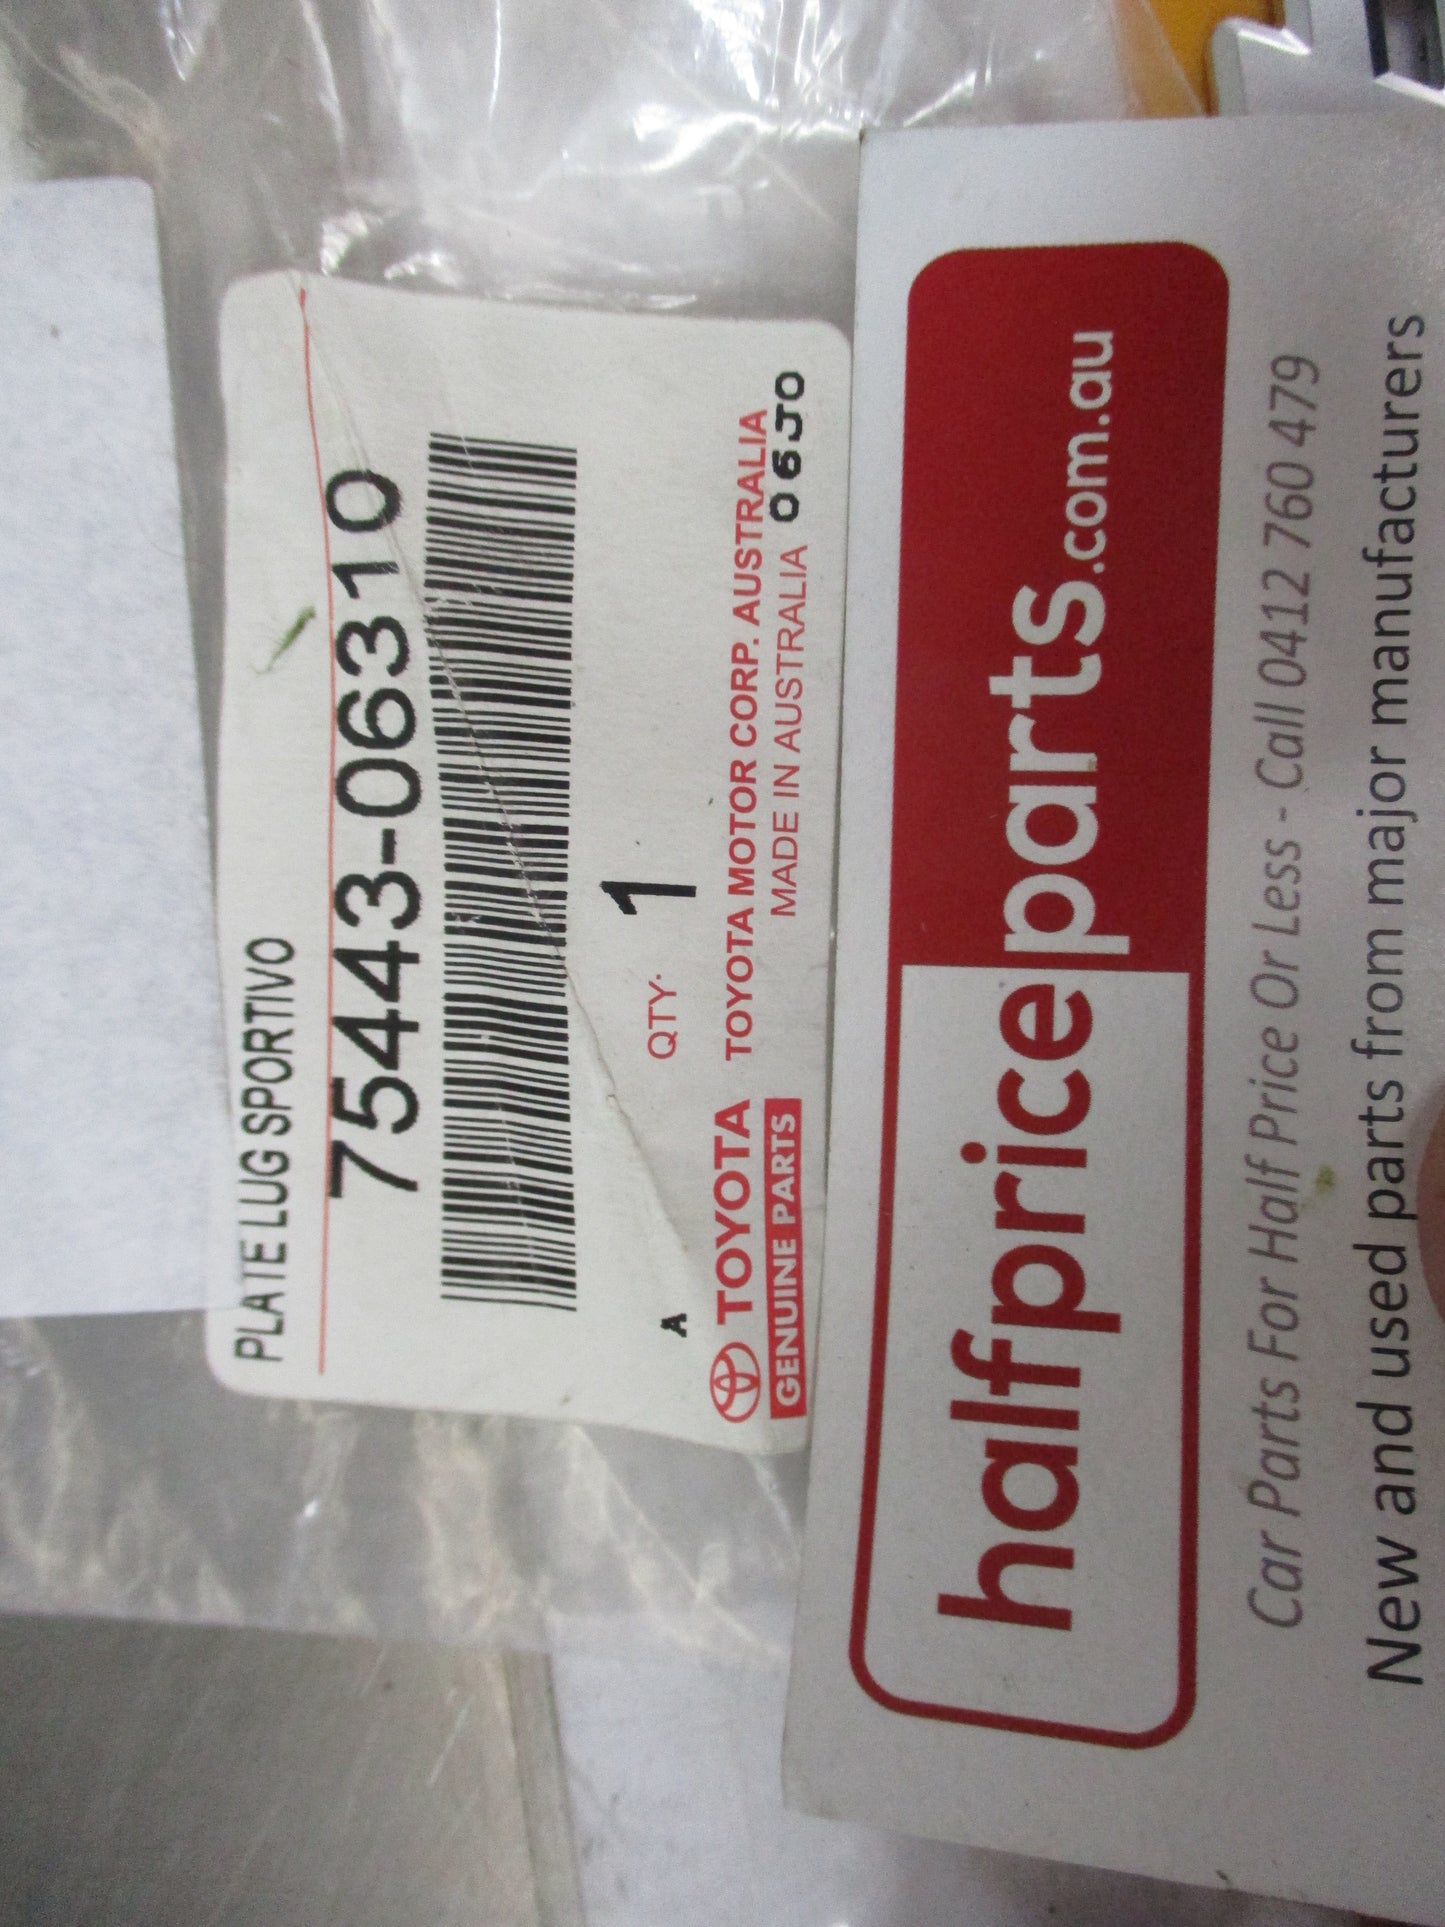 PLATE LUG SPORTIVO
75443-06310
QTY. 1
A
TOYOTA
GENUINE PARTS
TOYOTA MOTOR CORP. AUSTRALIA
MADE IN AUSTRALIA 06JO
halfpriceparts.com.au
Car Parts For Half Price Or Less - Call 0412 760 479
New and used parts from major manufacturers